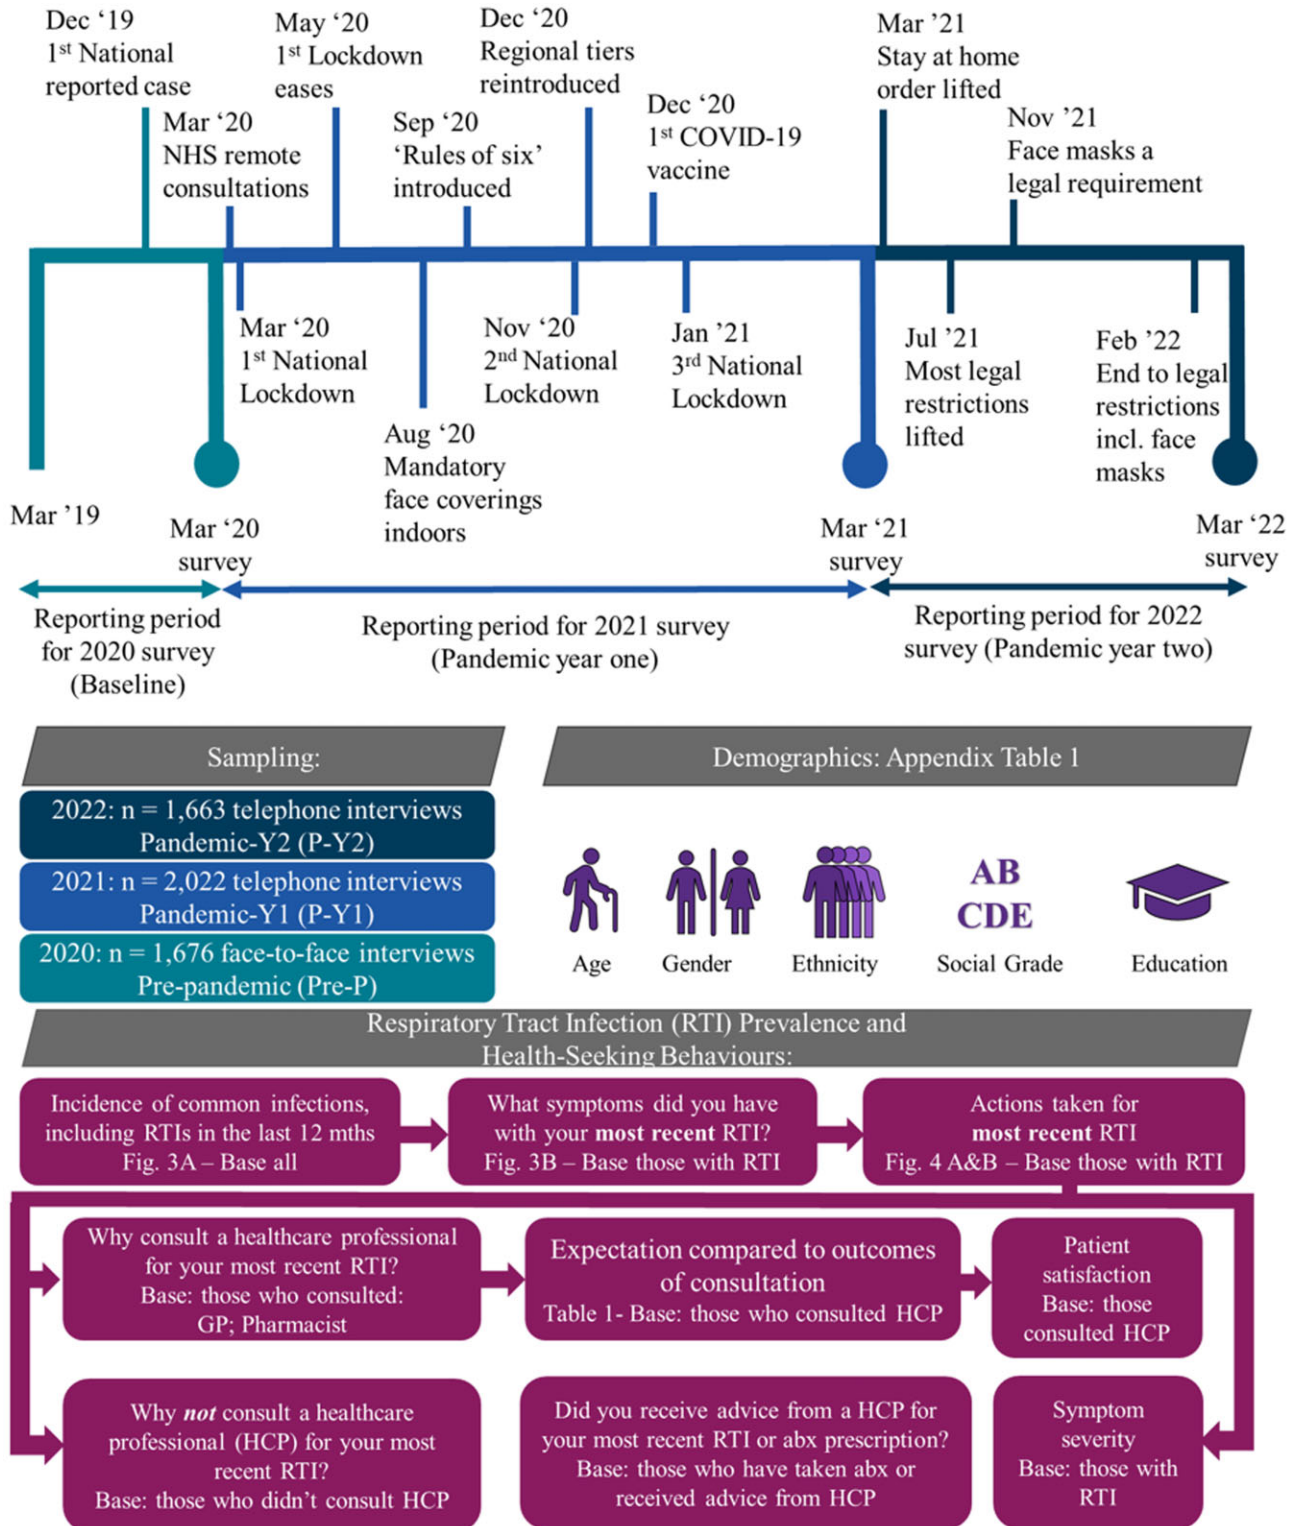 Dec ‘19
1st National
reported case
Mar ‘20
NHS remote
consultations
May ‘20
1st Lockdown
eases
Sep ‘20
‘Rules of six’
introduced
Dec ‘20
Regional tiers
reintroduced
Dec ‘20
1st COVID-19
vaccine
Mar ’21
Stay at home
order lifted
Nov ’21
Face masks a
legal requirement
Mar ‘20
1st National
Lockdown
Aug ‘20
Mandatory
face coverings
indoors
Nov ‘20
2nd National
Lockdown
Jan ’21
3rd National
Lockdown
Jul ’21
Most legal
restrictions
lifted
Feb ’22
End to legal
restrictions
incl. face
masks
Mar ’19
Mar ‘20
survey
Mar ‘21
survey
Mar ‘22
survey
Reporting period
for 2020 survey
(Baseline)
Reporting period for 2021 survey
(Pandemic year one)
Reporting period for 2022
survey (Pandemic year two)
Sampling:
2022: n = 1,663 telephone interviews
Pandemic-Y2 (P-Y2)
2021: n = 2,022 telephone interviews
Pandemic-Y1 (P-Y1)
2020: n = 1,676 face-to-face interviews
Pre-pandemic (Pre-P)
Demographics: Appendix Table 1
AB
CDE
Age
Gender
Ethnicity
Social Grade
Education
Respiratory Tract Infection (RTI) Prevalence and
Health-Seeking Behaviours:
Incidence of common infections,
including RTIs in the last 12 mths
Fig. 3A – Base all
What symptoms did you have
with your most recent RTI?
Fig. 3B – Base those with RTI
Actions taken for
most recent RTI
Fig. 4 A&B – Base those with RTI
Why consult a healthcare professional
for your most recent RTI?
Base: those who consulted:
GP; Pharmacist
Expectation compared to outcomes
of consultation
Table 1- Base: those who consulted HCP
Patient
satisfaction
Base: those
consulted HCP
Why not consult a healthcare
professional (HCP) for your most
recent RTI?
Base: those who didn’t consult HCP
Did you receive advice from a HCP for
your most recent RTI or abx prescription?
Base: those who have taken abx or
received advice from HCP
Symptom
severity
Base: those with
RTI